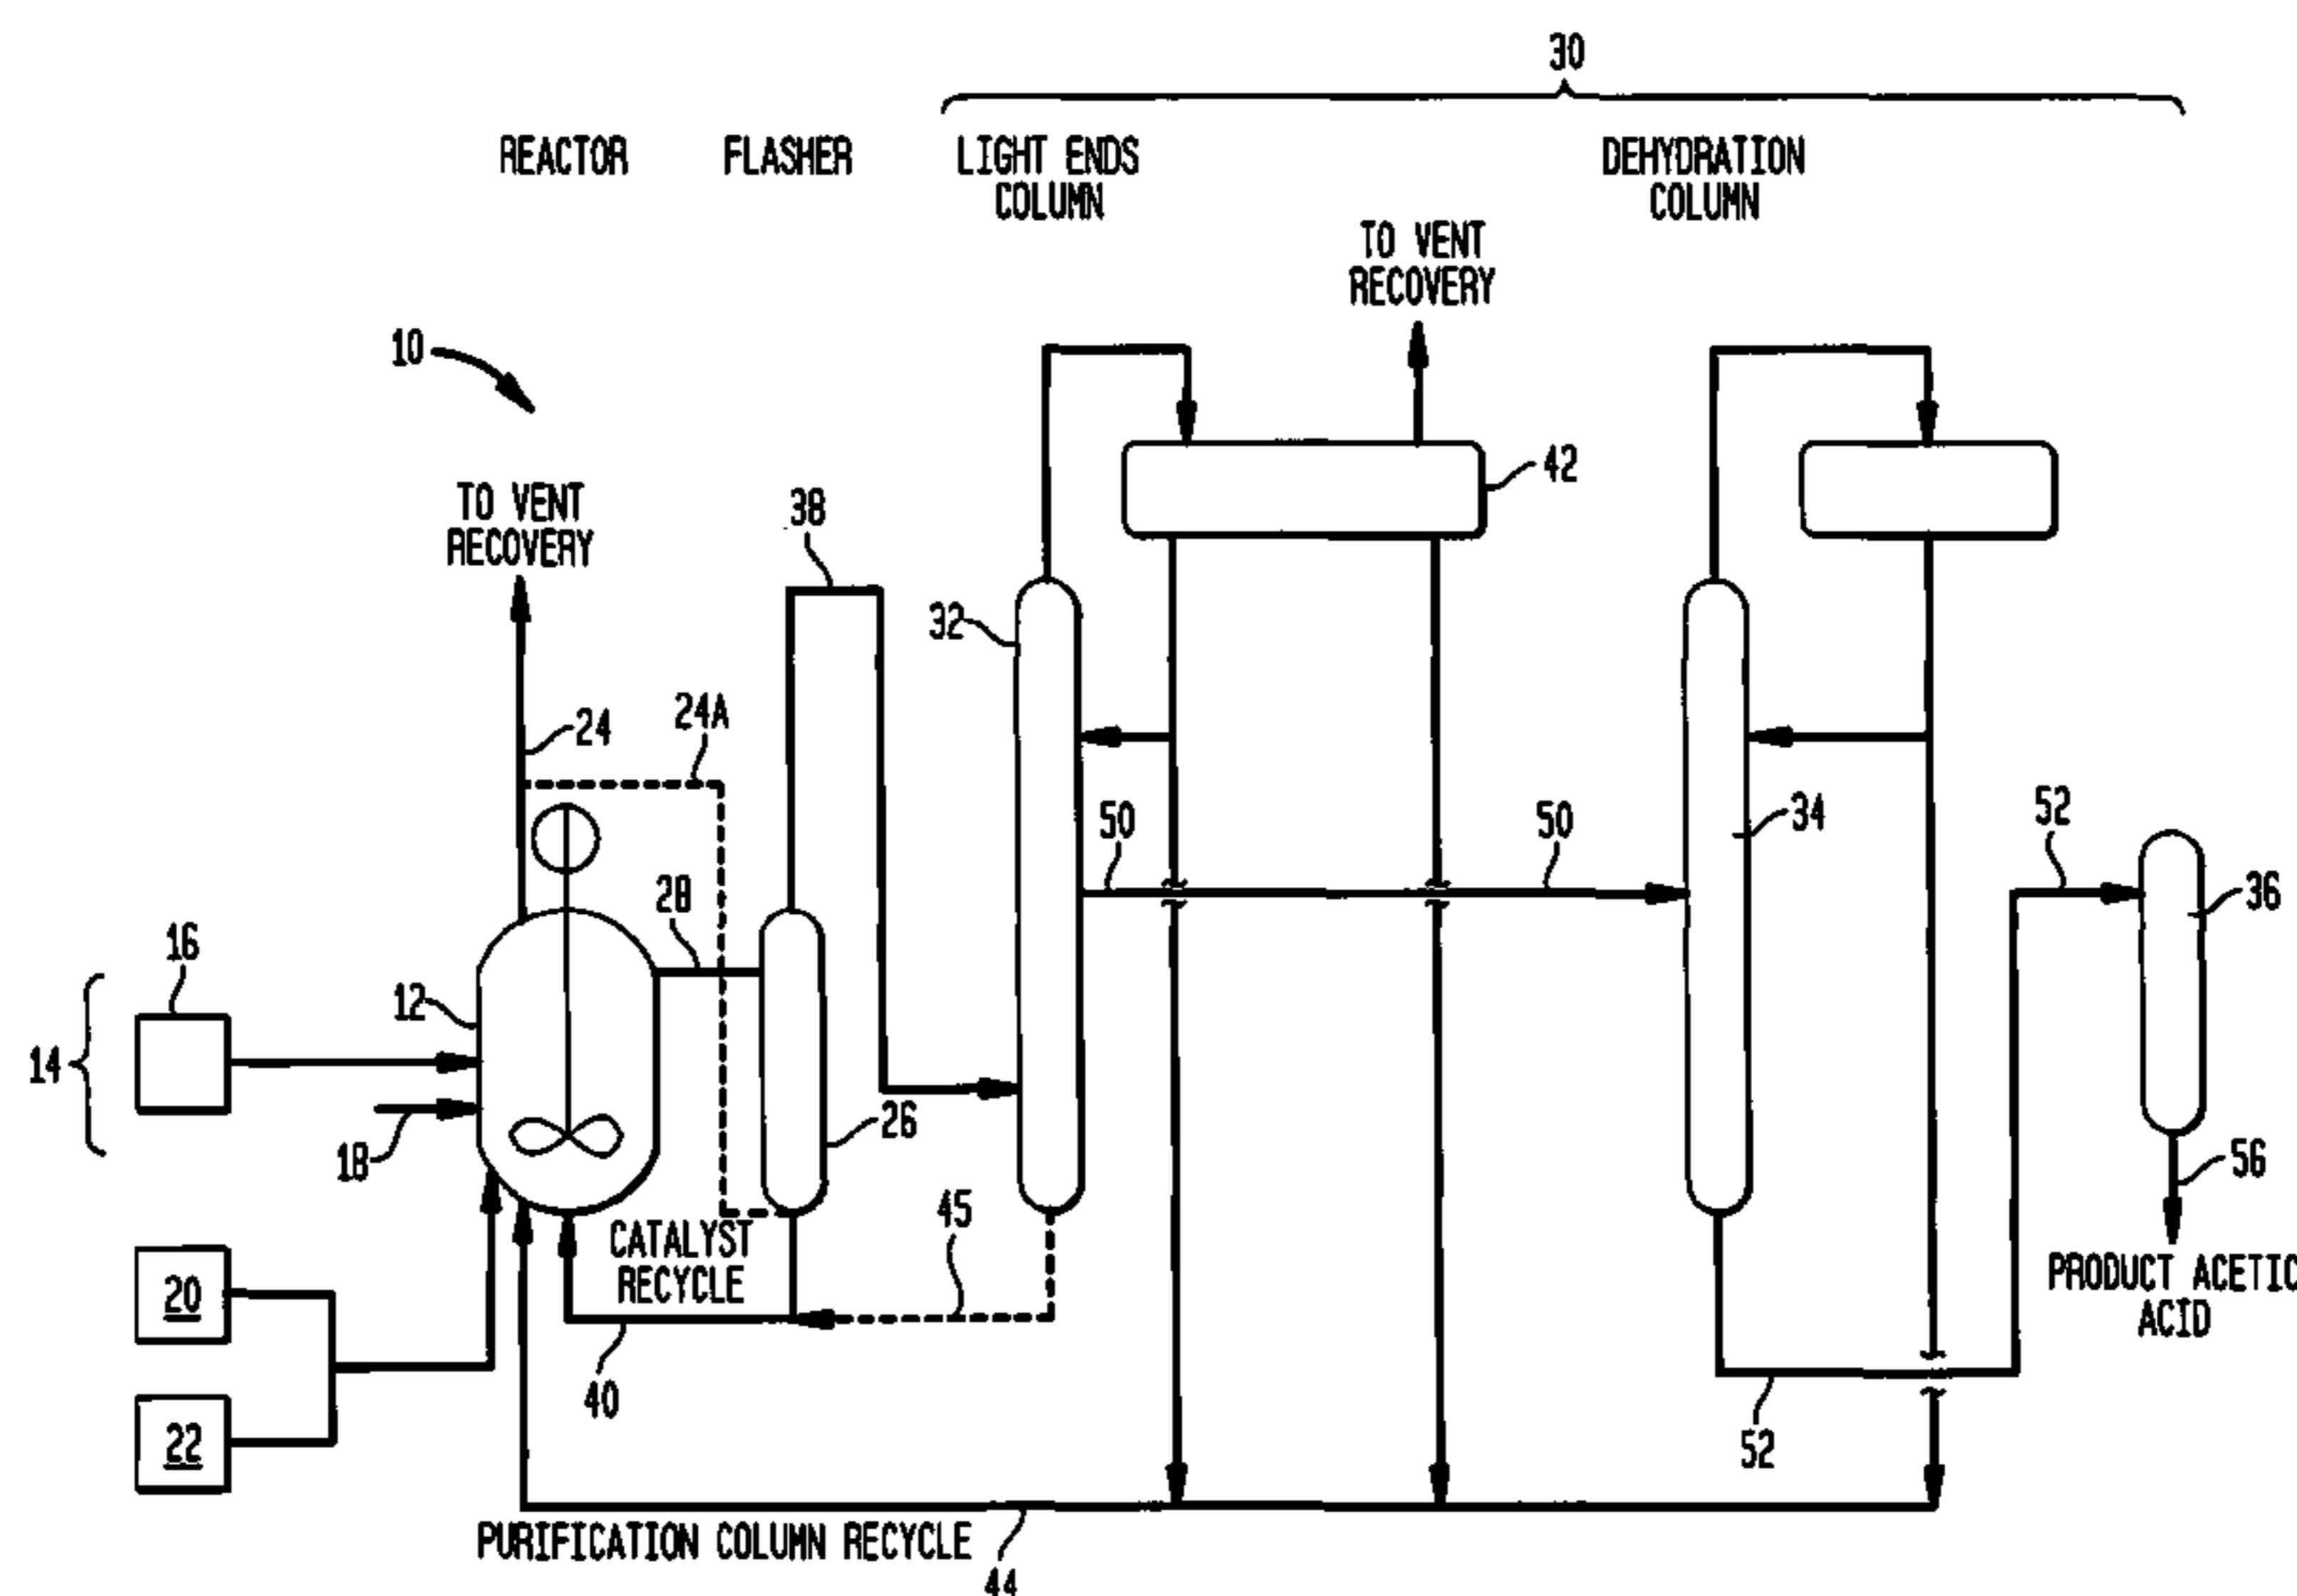 30
REACTOR
FLASHER
LIGHT ENDS
COLUMN
DEHYDRATION
COLUMN
TO VENT
RECOVERY
10
42
TO VENT
RECOVERY
38
32
24A
24
50
50
34
52
36
28
16
12
14
26
18
45
56
CATALYST
RECYCLE
PRODUCT ACETIC
ACID
20
40
22
52
PURIFICATION COLUMN RECYCLE
44